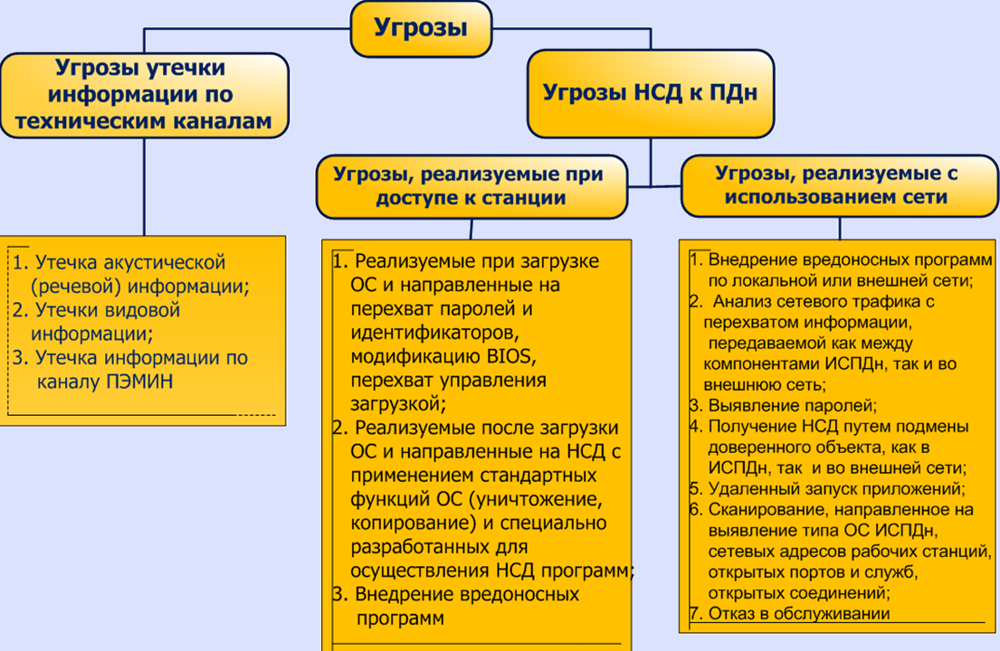 Угрозы
Угрозы утечки
информации по
техническим каналам
Угрозы НСД к ПДн
Угрозы, реализуемые при
доступе к станции
Угрозы, реализуемые с
использованием сети
1. Утечка акустической
(речевой) информации;
2. Утечки видовой
информации;
3. Утечка информации по
каналу ПЭМИН
1. Реализуемые при загрузке
ОС и направленные на
перехват паролей и
идентификаторов,
модификацию BIOS,
перехват управления
загрузкой;
2. Реализуемые после загрузки
ОС и направленные на НСД с
применением стандартных
функций ОС (уничтожение,
копирование) и специально
разработанных для
осуществления НСД программ;
3. Внедрение вредоносных
программ
1. Внедрение вредоносных программ
по локальной или внешней сети;
2. Анализ сетевого трафика с
перехватом информации,
передаваемой как между
компонентами ИСПДн, так и во
внешнюю сеть;
3. Выявление паролей;
4. Получение НСД путем подмены
доверенного объекта, как в
ИСПДн, так и во внешней сети;
5. Удаленный запуск приложений;
6. Сканирование, направленное на
выявление типа ОС ИСПДн,
сетевых адресов рабочих станций,
открытых портов и служб,
открытых соединений;
7. Отказ в обслуживании